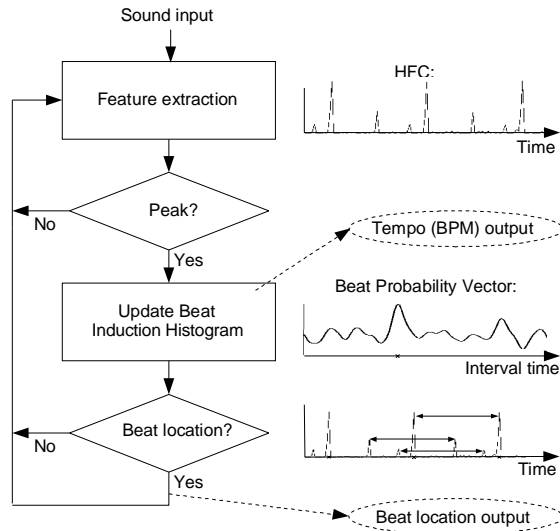 Sound input
Feature extraction
HFC:
Time
Peak?
No
Yes
Tempo (BPM) output
Update Beat
Induction Histogram
Beat Probability Vector:
Interval time
Beat location?
No
Yes
Time
Beat location output